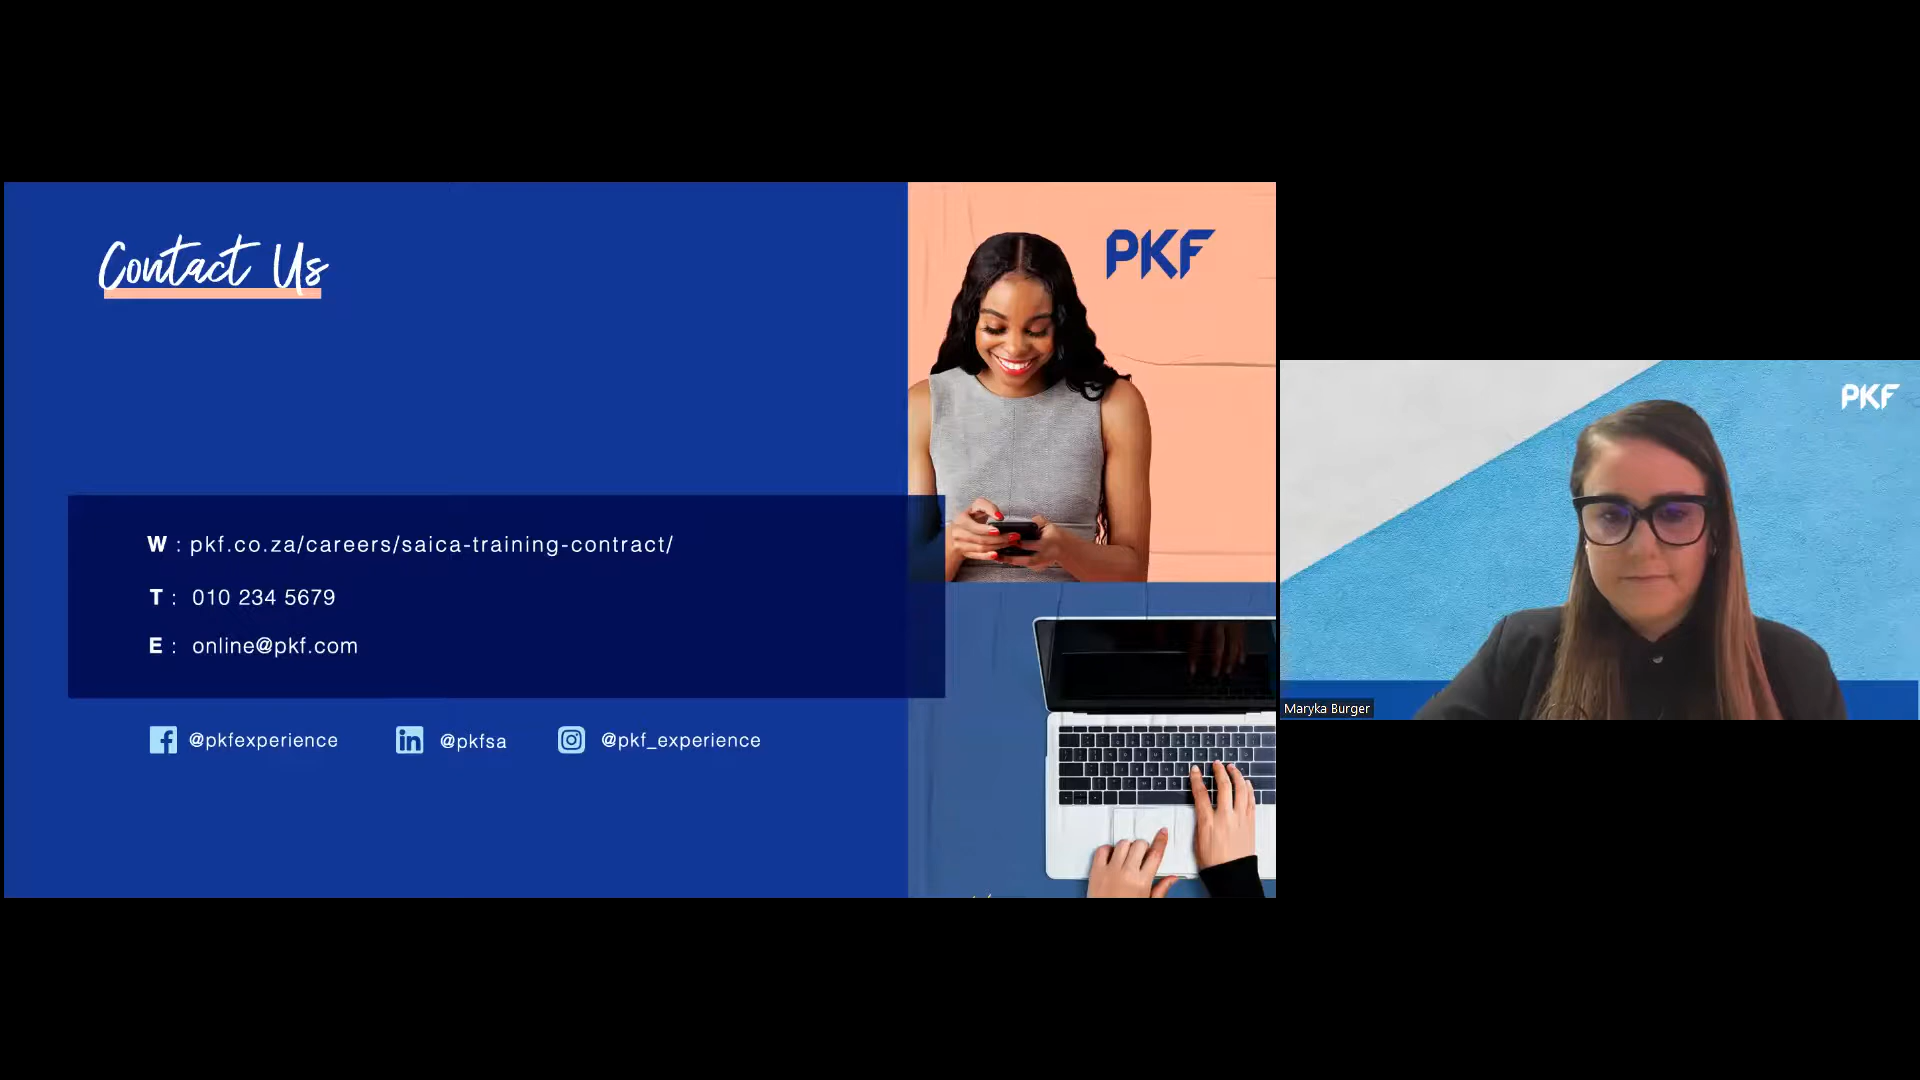 Contact Us
PKF
W : pkf.co.za/careers/saica-training-contract/
T : 010 234 5679
E : online@pkf.com
@pkfexperience
@pkfsa
@pkf_experience
PKF
Maryka Burger